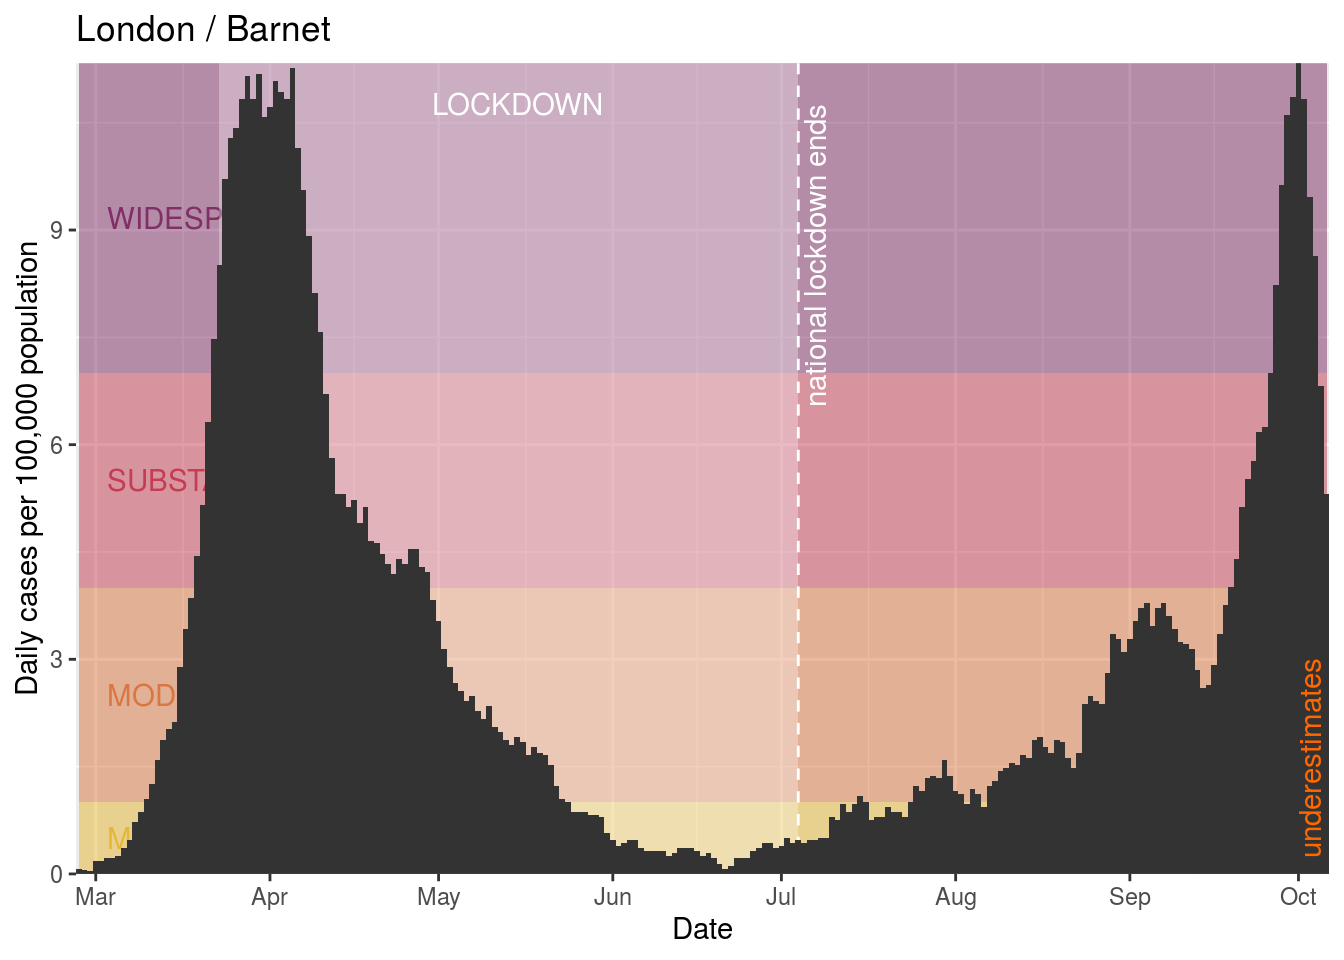 London / Barnet
LOCKDOWN
national lockdown ends
WIDESP
SUBSTA
MOD
M
underestimates
Daily cases per 100,000 population
9
6
3
0
Mar Apr May Jun Jul Aug Sep Oct
Date